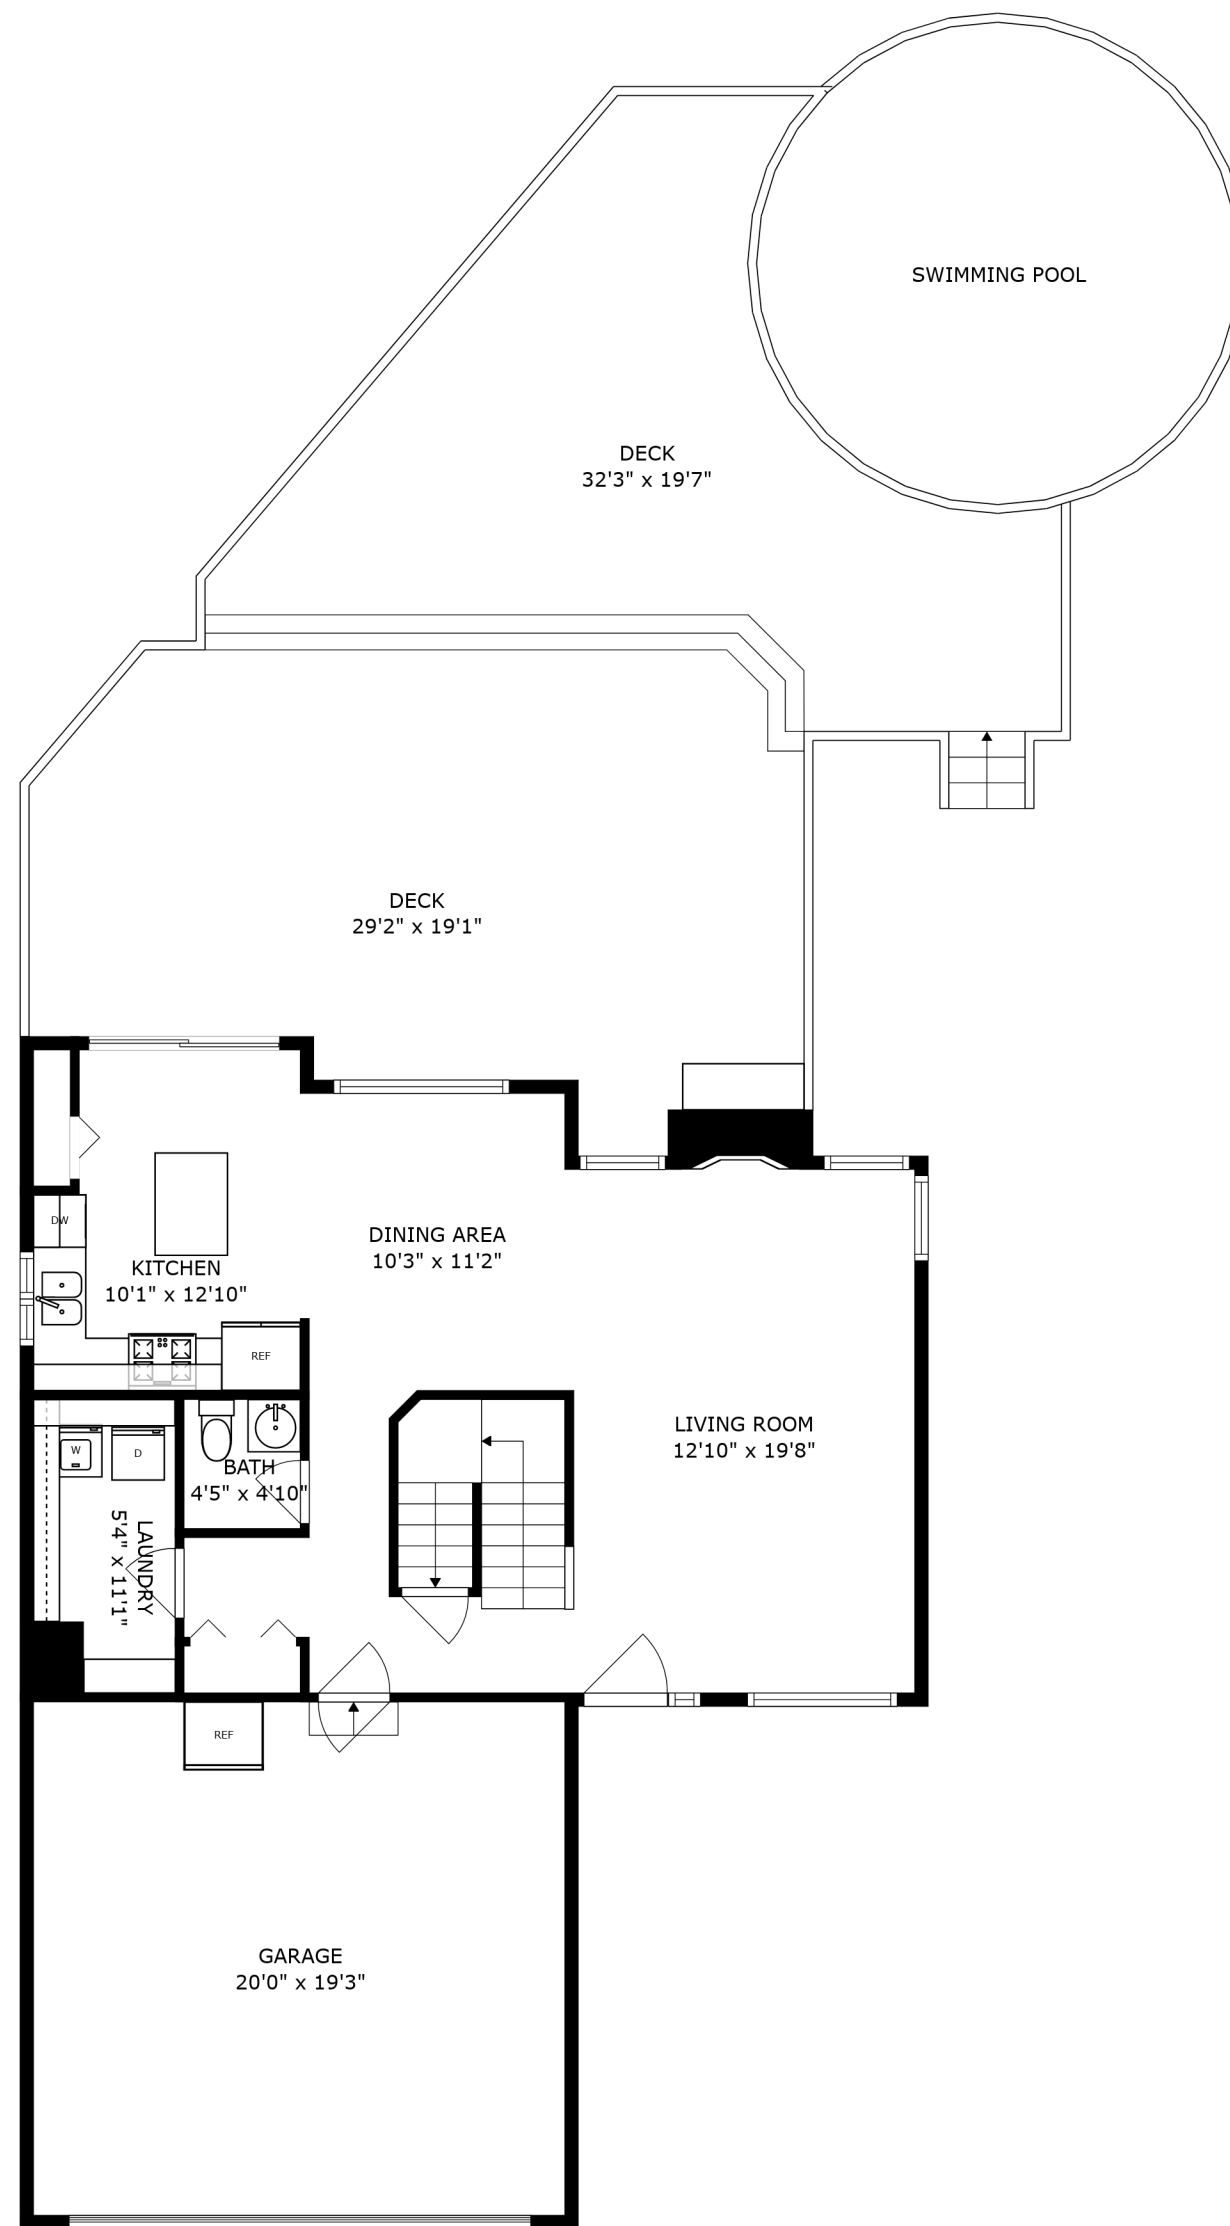 SWIMMING POOL
DECK
32'3" x 19'7"
DECK
29'2" x 19'1"
DW
DINING AREA
10'3" x 11'2"
KITCHEN
10'1" x 12'10"
REF
LIVING ROOM
12'10" x 19'8"
W
D
BATH
4'5" x 4'10"
LAUNDRY
5'4" x 11'1"
REF
GARAGE
20'0" x 19'3"